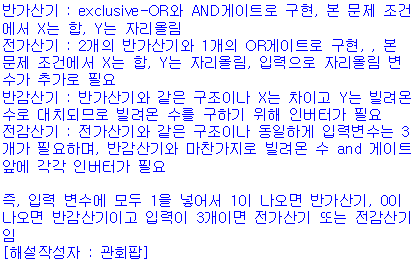 반가산기 : exclusive-OR와 AND게이트로 구현, 본 문제 조건
에서 X는 합, Y는 자리올림
전가산기 : 2개의 반가산기와 1개의 OR게이트로 구현, , 본
문제 조건에서 X는 합, Y는 자리올림, 입력으로 자리올림 변
수가 추가로 필요
반감산기 : 반가산기와 같은 구조이나 X는 차이고 Y는 빌려온
수로 대치되므로 빌려온 수를 구하기 위해 인버터가 필요
전감산기 : 전가산기와 같은 구조이나 동일하게 입력변수는 3
개가 필요하며, 반감산기와 마찬가지로 빌려온 수 and 게이트
앞에 각각 인버터가 필요

즉, 입력 변수에 모두 1을 넣어서 10이 나오면 반가산기, 00이
나오면 반감산기이고 입력이 3개이면 전가산기 또는 전감산기
임
[해설작성자 : 관회팝]